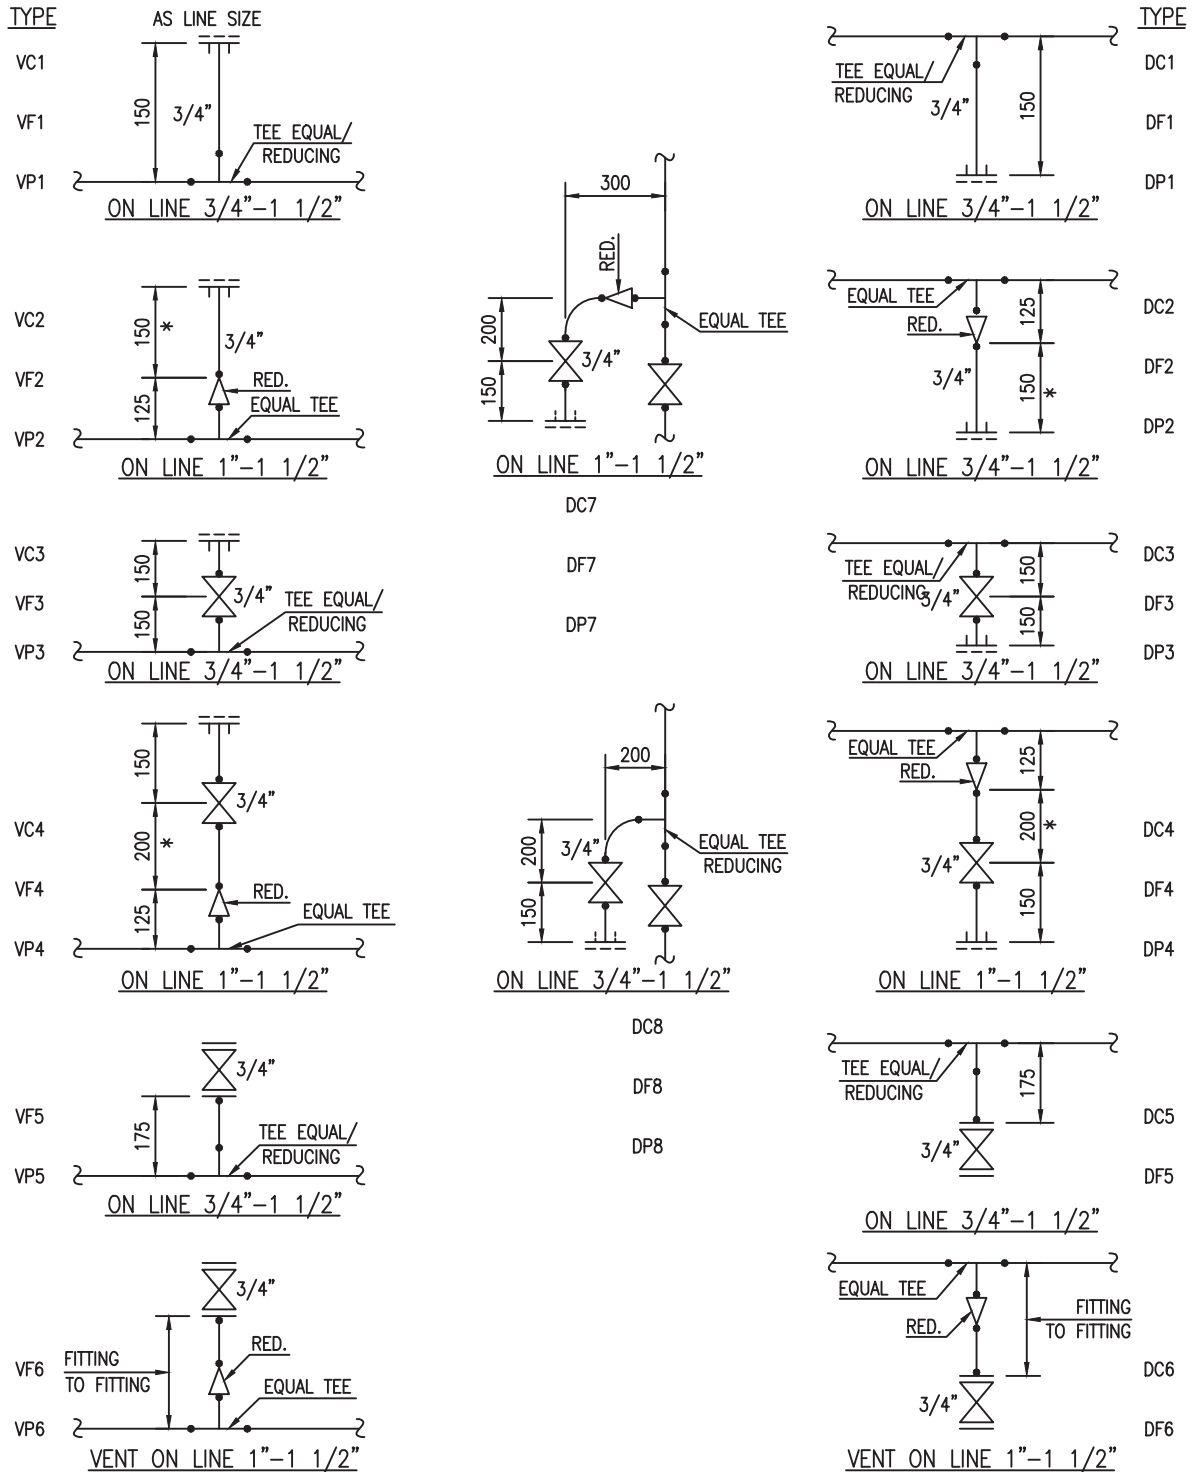 TYPE
AS LINE SIZE
VC1
VF1
VP1
150
3/4"
TEE EQUAL/
REDUCING
ON LINE 3/4"-1 1/2"
VC2
VF2
VP2
150
*
125
3/4"
RED.
EQUAL TEE
ON LINE 1"-1 1/2"
VC3
VF3
VP3
150
150
3/4"
TEE EQUAL/
REDUCING
ON LINE 3/4"-1 1/2"
VC4
VF4
VP4
150
200
*
125
3/4"
RED.
EQUAL TEE
ON LINE 1"-1 1/2"
VF5
VP5
175
3/4"
TEE EQUAL/
REDUCING
ON LINE 3/4"-1 1/2"
VF6
VP6
FITTING
TO FITTING
3/4"
RED.
EQUAL TEE
VENT ON LINE 1"-1 1/2"
300
RED.
200
150
3/4"
EQUAL TEE
ON LINE 1"-1 1/2"
DC7
DF7
DP7
200
200
150
3/4"
EQUAL TEE
REDUCING
ON LINE 3/4"-1 1/2"
DC8
DF8
DP8
TYPE
DC1
DF1
DP1
TEE EQUAL/
REDUCING
3/4"
150
ON LINE 3/4"-1 1/2"
DC2
DF2
DP2
EQUAL TEE
RED.
3/4"
125
150
*
ON LINE 3/4"-1 1/2"
DC3
DF3
DP3
TEE EQUAL/
REDUCING
3/4"
150
150
ON LINE 3/4"-1 1/2"
DC4
DF4
DP4
EQUAL TEE
RED.
3/4"
125
200
*
150
ON LINE 1"-1 1/2"
DC5
DF5
TEE EQUAL/
REDUCING
3/4"
175
ON LINE 3/4"-1 1/2"
DC6
DF6
EQUAL TEE
RED.
3/4"
FITTING
TO FITTING
VENT ON LINE 1"-1 1/2"